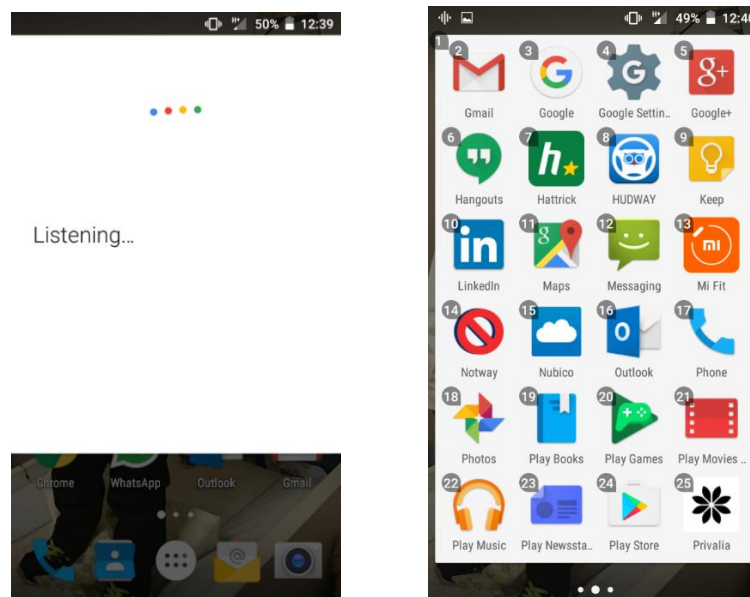 50% 12:39
Listening...
Chrome WhatsApp Outlook Gmail
49% 12:40
1
2 3 4 5
Gmail Google Google Settin.. Google+
6 7 8 9
Hangouts Hattrick HUDWAY Keep
10 11 12 13
LinkedIn Maps Messaging Mi Fit
14 15 16 17
Notway Nubico Outlook Phone
18 19 20 21
Photos Play Books Play Games Play Movies ..
22 23 24 25
Play Music Play Newssta.. Play Store Privalia